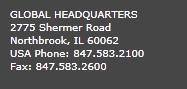 GLOBAL HEADQUARTERS
2775 Shermer Road
Northbrook, IL 60062
USA Phone: 847.583.2100
Fax: 847.583.2600